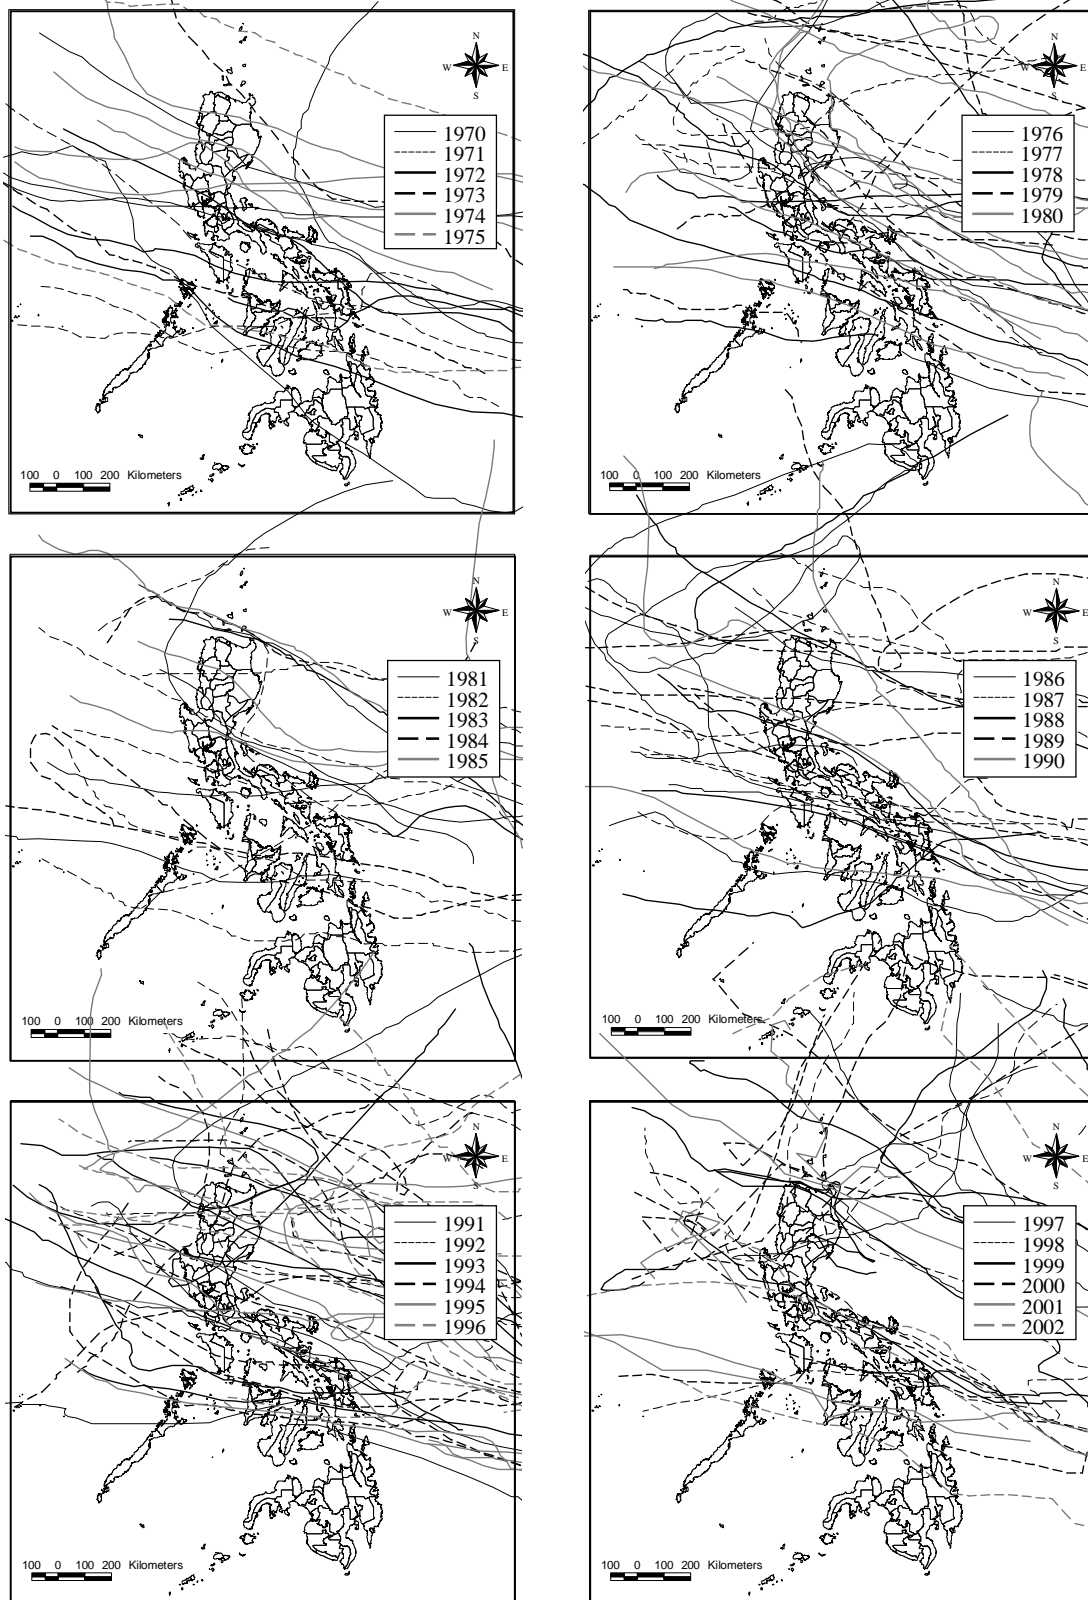 N
W E
S
1970
1971
1972
1973
1974
1975
100 0 100 200 Kilometers
N
W E
S
1976
1977
1978
1979
1980
100 0 100 200 Kilometers
N
W E
S
1981
1982
1983
1984
1985
100 0 100 200 Kilometers
N
W E
S
1986
1987
1988
1989
1990
100 0 100 200 Kilometers
N
W E
S
1991
1992
1993
1994
1995
1996
100 0 100 200 Kilometers
N
W E
S
1997
1998
1999
2000
2001
2002
100 0 100 200 Kilometers